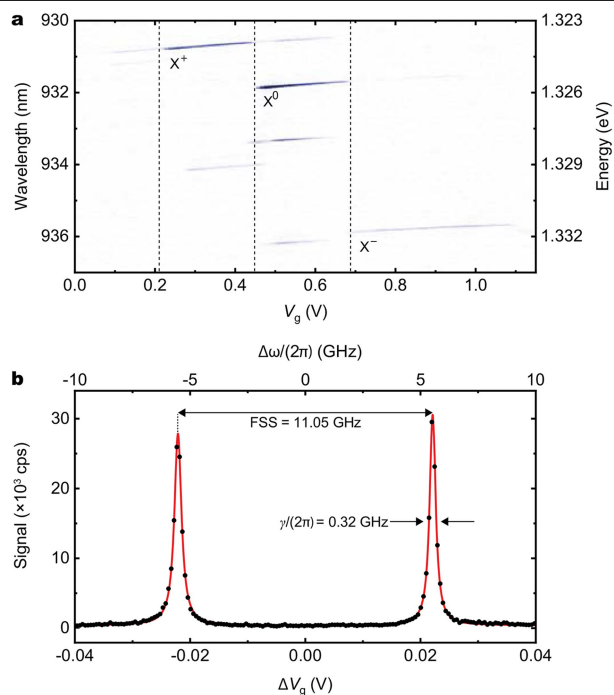 a
930
932
934
936
Wavelength (nm)
1.323
1.326
1.329
1.332
Energy (eV)
X⁺
X⁰
X⁻
0.0 0.2 0.4 0.6 0.8 1.0
V_g (V)
b
Δω/(2π) (GHz)
-10 -5 0 5 10
30
20
10
0
Signal (×10³ cps)
FSS = 11.05 GHz
γ/(2π) = 0.32 GHz
-0.04 -0.02 0.00 0.02 0.04
ΔV_g (V)